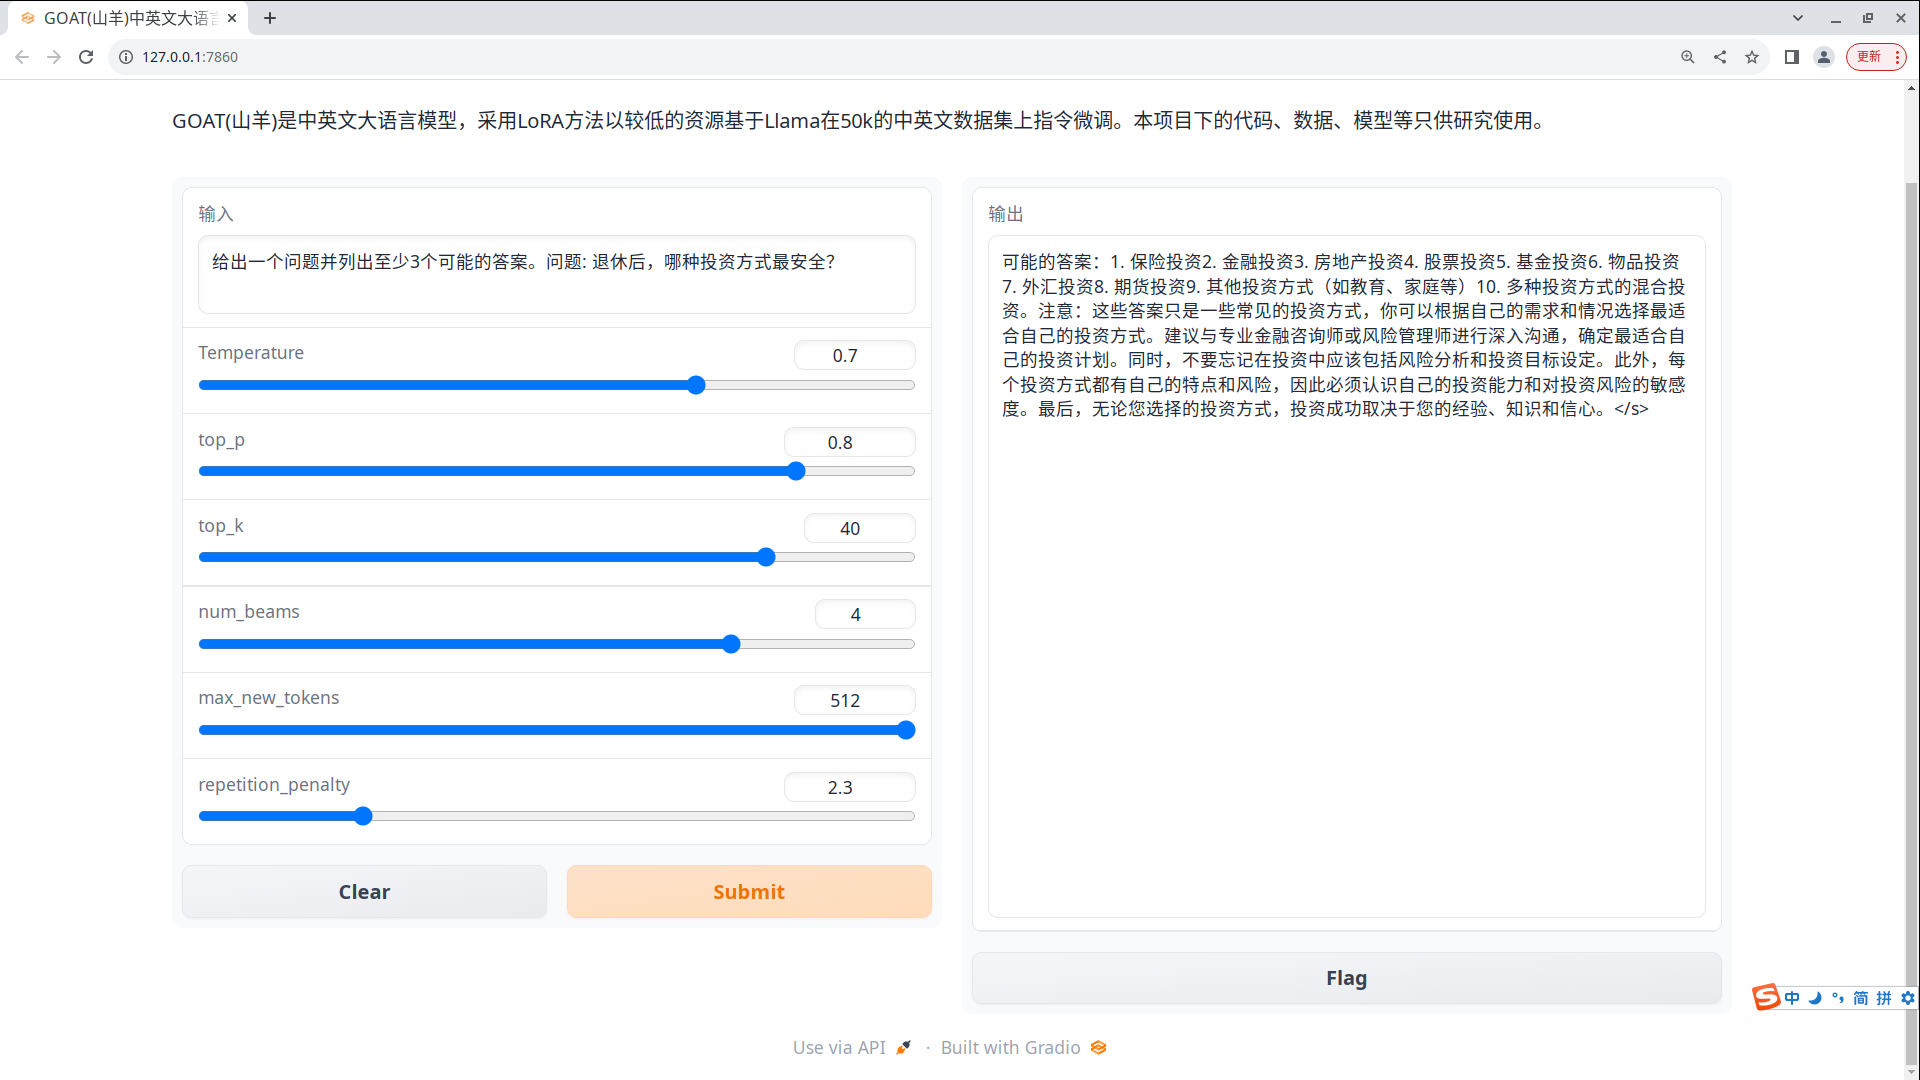 GOAT(山羊)中英文大语言
127.0.0.1:7860
更新
GOAT(山羊)是中英文大语言模型，采用LoRA方法以较低的资源基于Llama在50k的中英文数据集上指令微调。本项目下的代码、数据、模型等只供研究使用。
输入
给出一个问题并列出至少3个可能的答案。问题: 退休后，哪种投资方式最安全?
Temperature
0.7
top_p
0.8
top_k
40
num_beams
4
max_new_tokens
512
repetition_penalty
2.3
Clear
Submit
输出
可能的答案：1. 保险投资2. 金融投资3. 房地产投资4. 股票投资5. 基金投资6. 物品投资
7. 外汇投资8. 期货投资9. 其他投资方式（如教育、家庭等）10. 多种投资方式的混合投
资。注意：这些答案只是一些常见的投资方式，你可以根据自己的需求和情况选择最适
合自己的投资方式。建议与专业金融咨询师或风险管理师进行深入沟通，确定最适合自
己的投资计划。同时，不要忘记在投资中应该包括风险分析和投资目标设定。此外，每
个投资方式都有自己的特点和风险，因此必须认识自己的投资能力和对投资风险的敏感
度。最后，无论您选择的投资方式，投资成功取决于您的经验、知识和信心。</s>
Flag
中 简 拼
Use via API · Built with Gradio